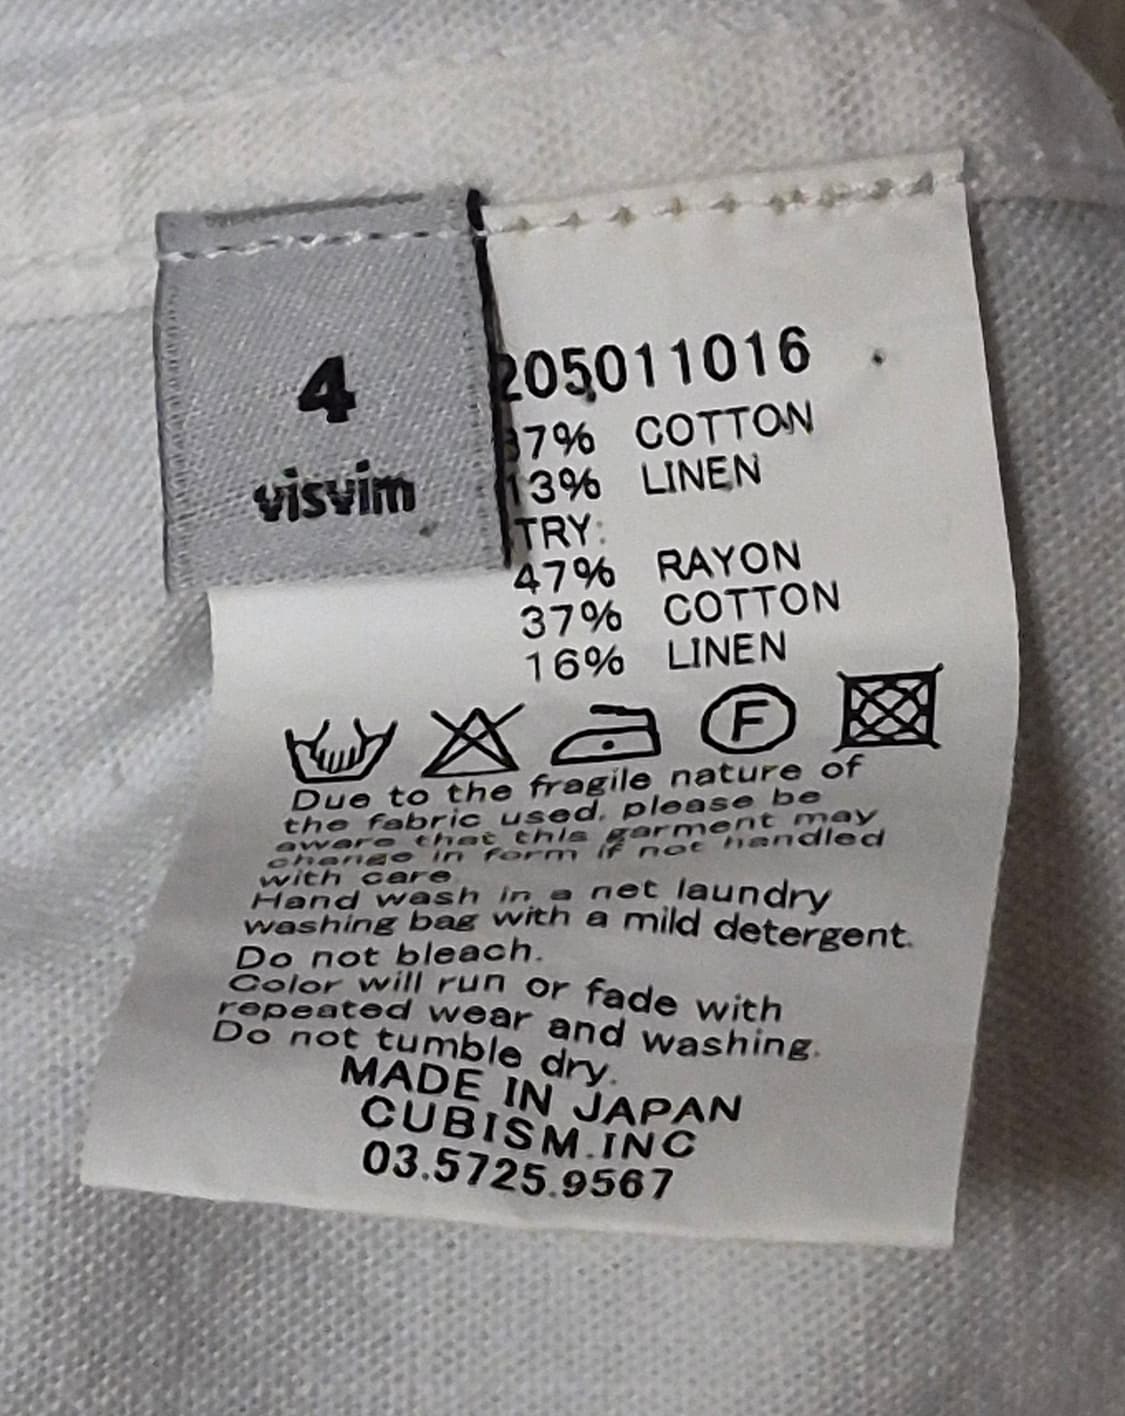 4
visvim
205011016
87% COTTON
13% LINEN
TRY:
47% RAYON
37% COTTON
16% LINEN
F
Due to the fragile nature of
the fabric used, please be
aware that this garment may
change in form if not handled
with care
Hand wash in a net laundry
washing bag with a mild detergent.
Do not bleach.
Color will run or fade with
repeated wear and washing.
Do not tumble dry.
MADE IN JAPAN
CUBISM.INC
03.5725.9567